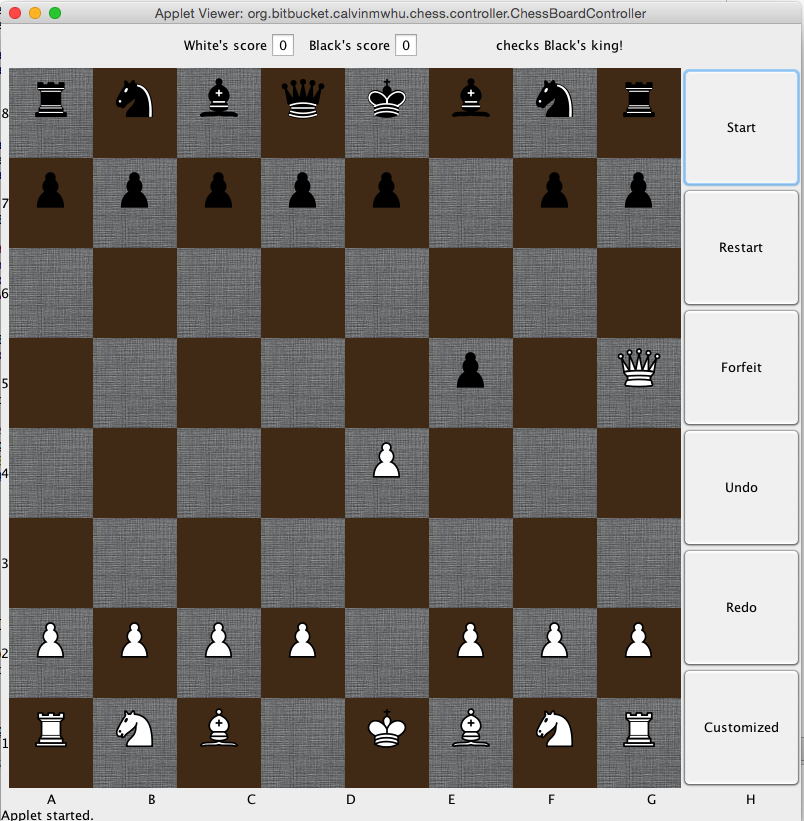 Applet Viewer: org.bitbucket.calvinmwhu.chess.controller.ChessBoardController
White's score 0 Black's score 0 checks Black's king!
8
7
6
5
4
3
2
1
Start
Restart
Forfeit
Undo
Redo
Customized
A B C D E F G H
Applet started.